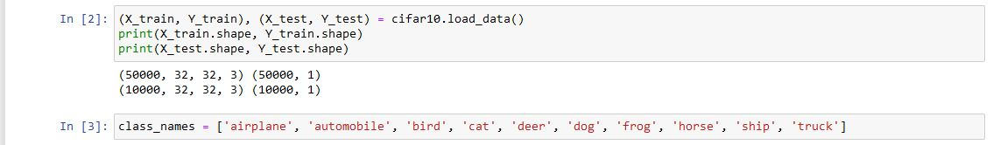 In [2]: (X_train, Y_train), (X_test, Y_test) = cifar10.load_data()
print(X_train.shape, Y_train.shape)
print(X_test.shape, Y_test.shape)
(50000, 32, 32, 3) (50000, 1)
(10000, 32, 32, 3) (10000, 1)
In [3]: class_names = ['airplane', 'automobile', 'bird', 'cat', 'deer', 'dog', 'frog', 'horse', 'ship', 'truck']